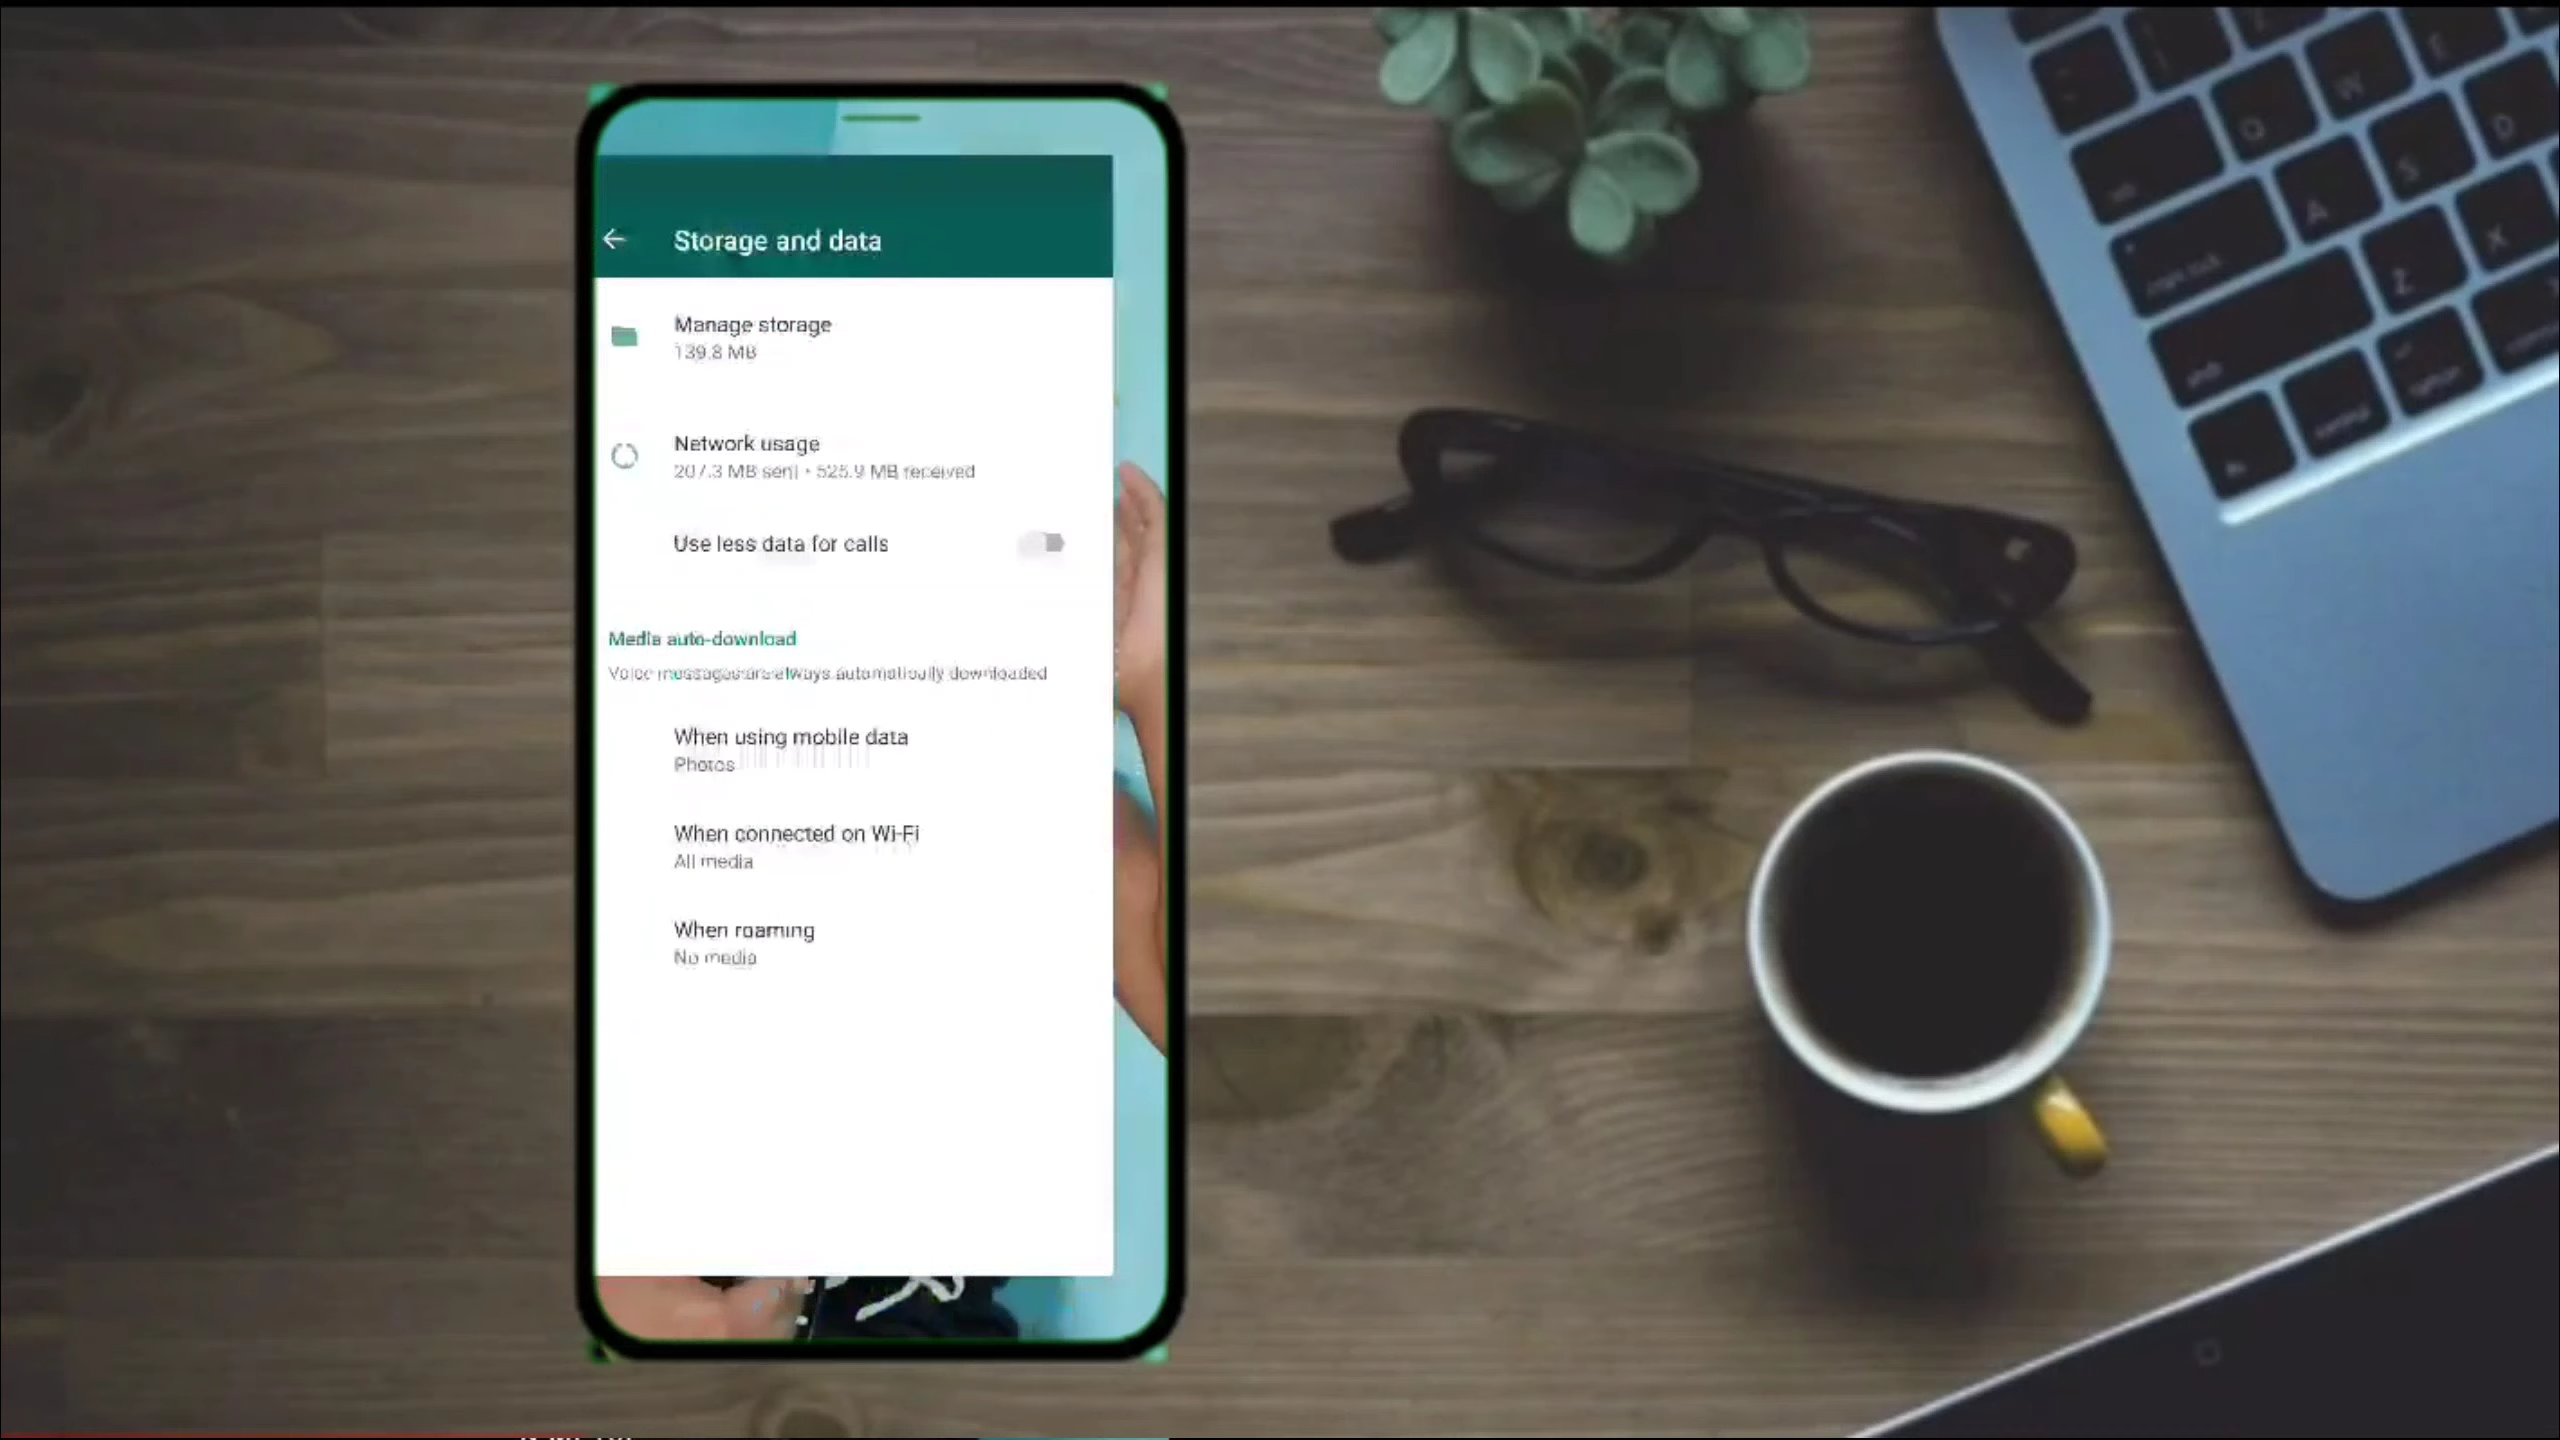 Storage and data
Manage storage
139.8 MB
Network usage
207.3 MB sent • 525.9 MB received
Use less data for calls
Media auto-download
Voice messages are always automatically downloaded
When using mobile data
Photos
When connected on Wi-Fi
All media
When roaming
No media
Q
W
E
A
S
D
Z
X